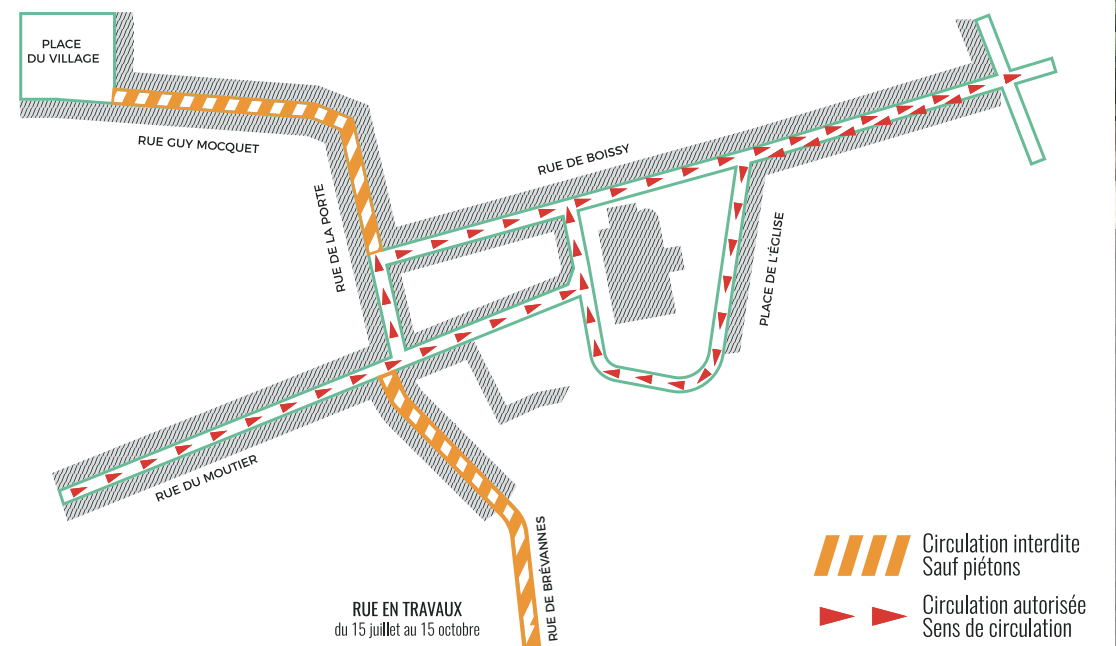 PLACE
DU VILLAGE
RUE GUY MOCQUET
RUE DE BOISSY
RUE DE LA PORTE
PLACE DE L'ÉGLISE
RUE DU MOUTIER
RUE DE BRÉVANNES
RUE EN TRAVAUX
du 15 juillet au 15 octobre
Circulation interdite
Sauf piétons
Circulation autorisée
Sens de circulation